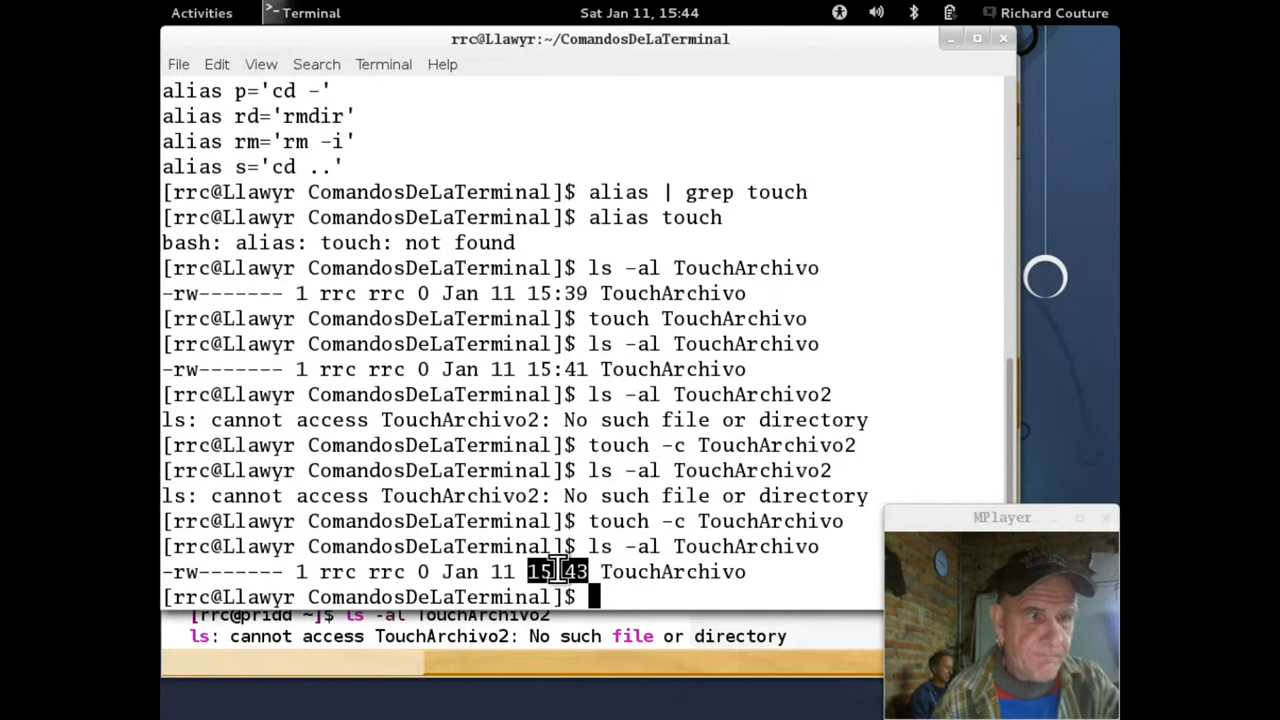 Activities Terminal Sat Jan 11, 15:44 Richard Couture
rrc@Llawyr:~/ComandosDeLaTerminal
File Edit View Search Terminal Help
alias p='cd -'
alias rd='rmdir'
alias rm='rm -i'
alias s='cd ..'
[rrc@Llawyr ComandosDeLaTerminal]$ alias | grep touch
[rrc@Llawyr ComandosDeLaTerminal]$ alias touch
bash: alias: touch: not found
[rrc@Llawyr ComandosDeLaTerminal]$ ls -al TouchArchivo
-rw------- 1 rrc rrc 0 Jan 11 15:39 TouchArchivo
[rrc@Llawyr ComandosDeLaTerminal]$ touch TouchArchivo
[rrc@Llawyr ComandosDeLaTerminal]$ ls -al TouchArchivo
-rw------- 1 rrc rrc 0 Jan 11 15:41 TouchArchivo
[rrc@Llawyr ComandosDeLaTerminal]$ ls -al TouchArchivo2
ls: cannot access TouchArchivo2: No such file or directory
[rrc@Llawyr ComandosDeLaTerminal]$ touch -c TouchArchivo2
[rrc@Llawyr ComandosDeLaTerminal]$ ls -al TouchArchivo2
ls: cannot access TouchArchivo2: No such file or directory
[rrc@Llawyr ComandosDeLaTerminal]$ touch -c TouchArchivo
[rrc@Llawyr ComandosDeLaTerminal]$ ls -al TouchArchivo
-rw------- 1 rrc rrc 0 Jan 11 15:43 TouchArchivo
[rrc@Llawyr ComandosDeLaTerminal]$
[rrc@pridd ~]$ ls -al TouchArchivo2
ls: cannot access TouchArchivo2: No such file or directory
MPlayer